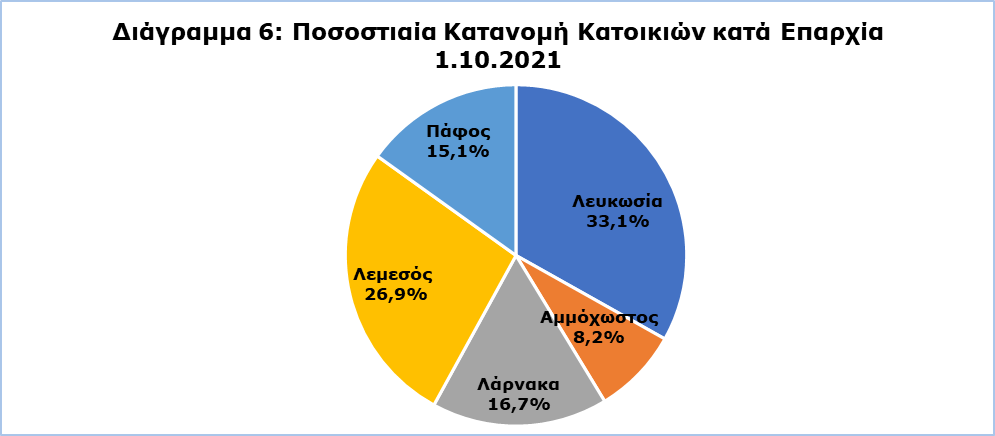 Διάγραμμα 6: Ποσοστιαία Κατανομή Κατοικιών κατά Επαρχία
1.10.2021
Πάφος
15,1%
Λευκωσία
33,1%
Λεμεσός
26,9%
Αμμόχωστος
8,2%
Λάρνακα
16,7%